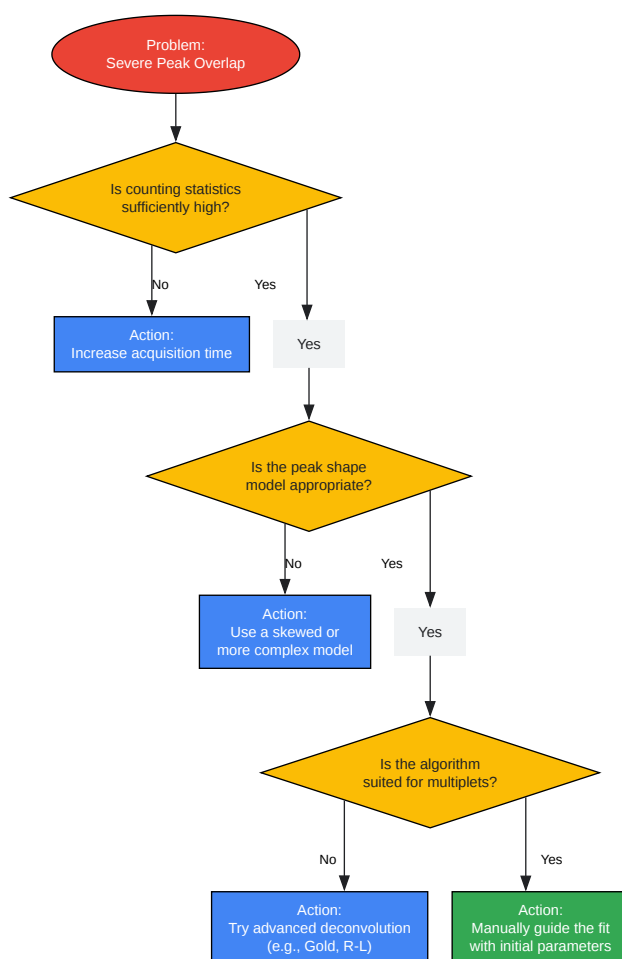 Problem:
Severe Peak Overlap
Is counting statistics
sufficiently high?
No
Yes
Action:
Increase acquisition time
Yes
Is the peak shape
model appropriate?
No
Yes
Action:
Use a skewed or
more complex model
Yes
Is the algorithm
suited for multiplets?
No
Yes
Action:
Try advanced deconvolution
(e.g., Gold, R-L)
Action:
Manually guide the fit
with initial parameters